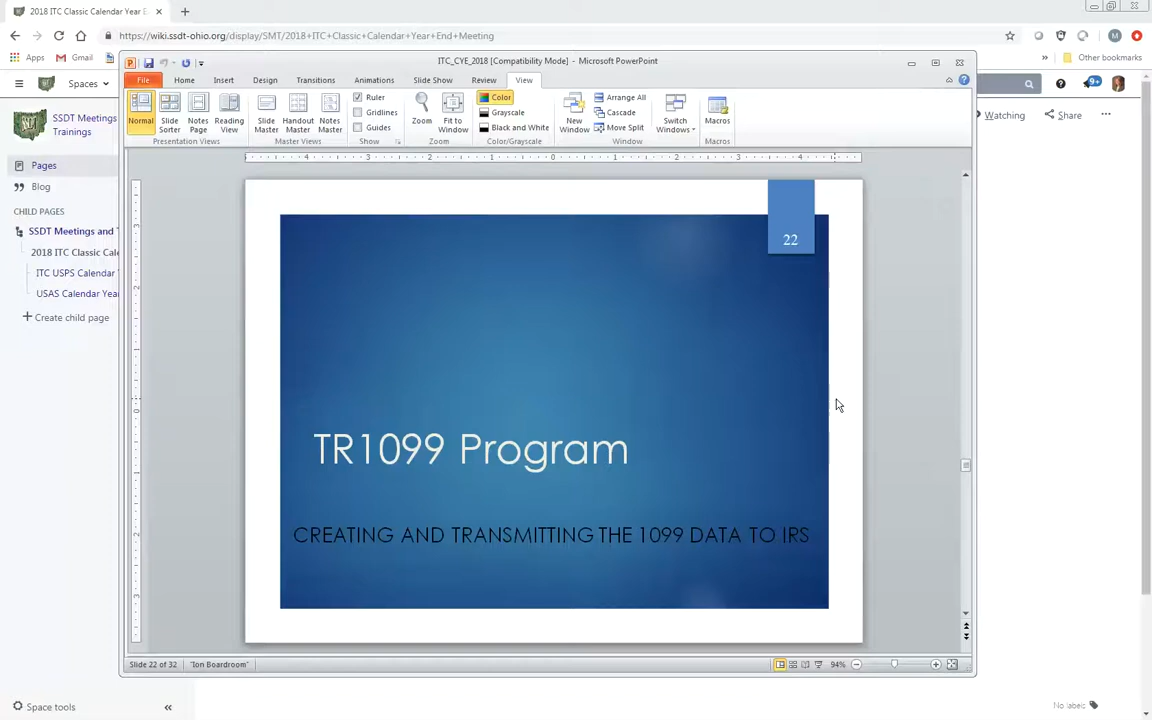 2018 ITC Classic Calendar Year E
https://wiki.ssdt-ohio.org/display/SMT/2018+ITC+Classic+Calendar+Year+End+Meeting
M
Apps
Gmail
»
Other bookmarks
Spaces
9+
SSDT Meetings
Trainings
Pages
Blog
CHILD PAGES
SSDT Meetings and T
2018 ITC Classic Cale
ITC USPS Calendar Y
USAS Calendar Year
+ Create child page
Space tools
«
Watching
Share
No labels
ITC_CYE_2018 [Compatibility Mode] - Microsoft PowerPoint
File
Home
Insert
Design
Transitions
Animations
Slide Show
Review
View
Normal
Slide Sorter
Notes Page
Reading View
Presentation Views
Slide Master
Handout Master
Notes Master
Master Views
Ruler
Gridlines
Guides
Show
Zoom
Fit to Window
Zoom
Color
Grayscale
Black and White
Color/Grayscale
New Window
Arrange All
Cascade
Move Split
Switch Windows
Window
Macros
Macros
22
TR1099 Program
CREATING AND TRANSMITTING THE 1099 DATA TO IRS
Slide 22 of 32
"Ion Boardroom"
94%